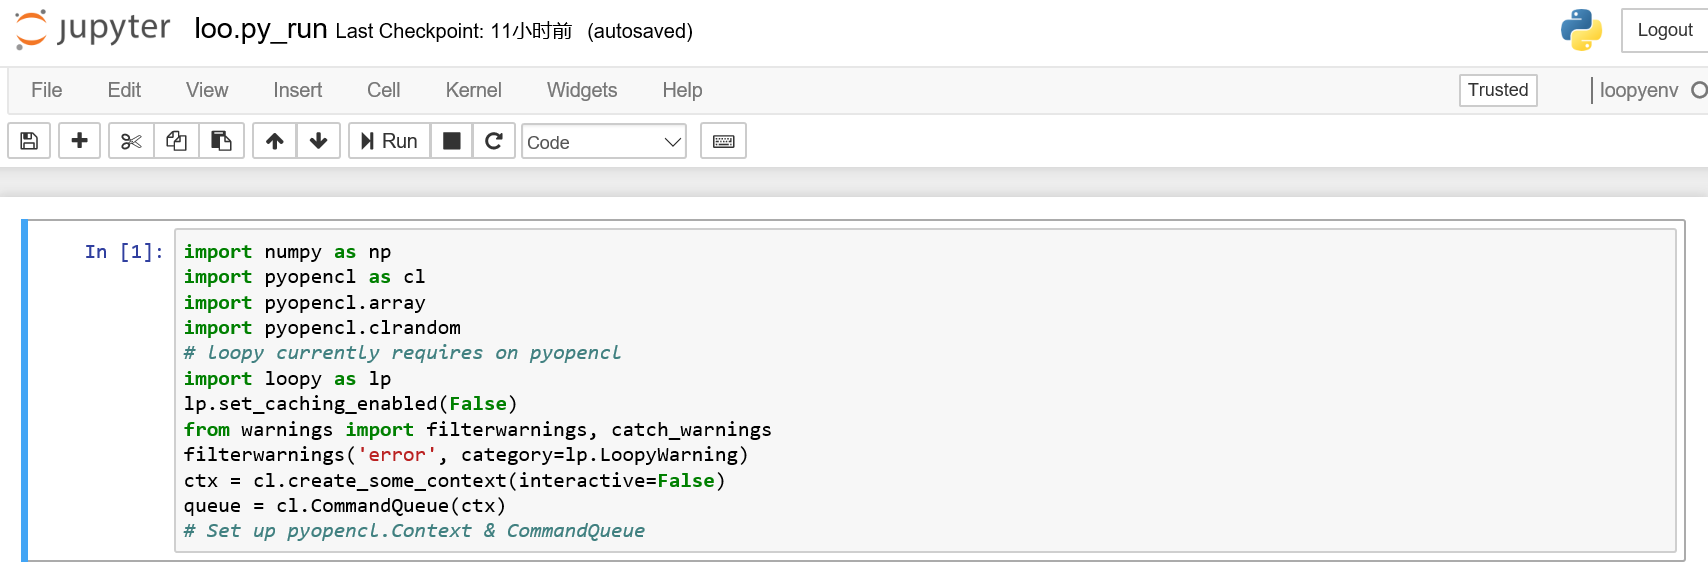 jupyter loo.py_run Last Checkpoint: 11小时前 (autosaved) Logout
File Edit View Insert Cell Kernel Widgets Help Trusted loopyenv
Run Code
In [1]: import numpy as np
import pyopencl as cl
import pyopencl.array
import pyopencl.clrandom
# loopy currently requires on pyopencl
import loopy as lp
lp.set_caching_enabled(False)
from warnings import filterwarnings, catch_warnings
filterwarnings('error', category=lp.LoopyWarning)
ctx = cl.create_some_context(interactive=False)
queue = cl.CommandQueue(ctx)
# Set up pyopencl.Context & CommandQueue